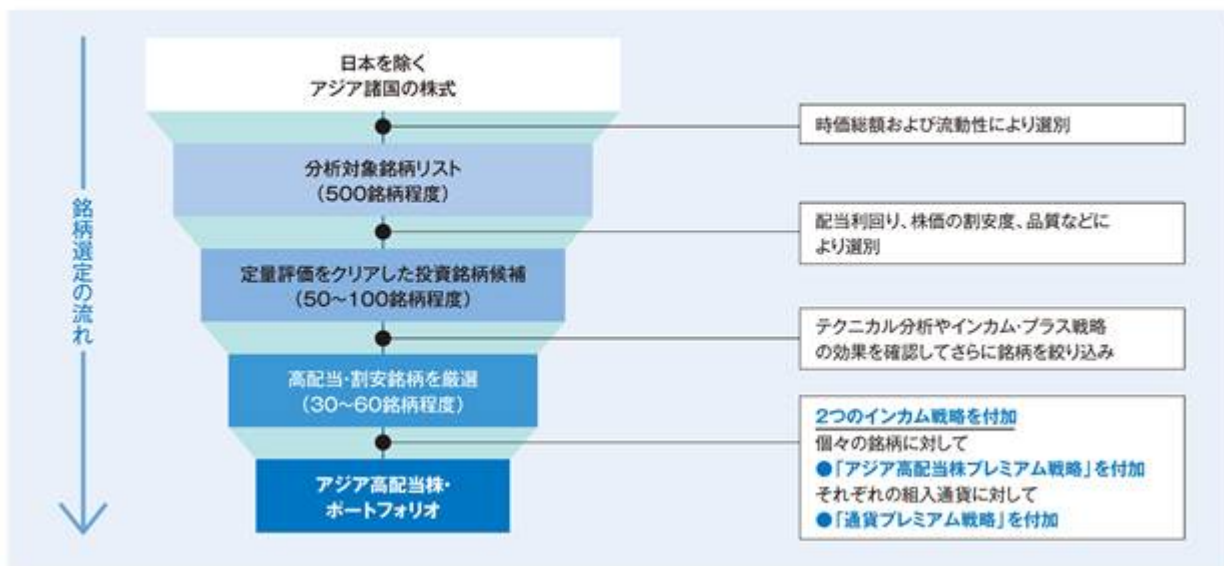 銘柄選定の流れ
日本を除く
アジア諸国の株式
時価総額および流動性により選別
分析対象銘柄リスト
(500銘柄程度)
配当利回り、株価の割安度、品質などに
より選別
定量評価をクリアした投資銘柄候補
(50〜100銘柄程度)
テクニカル分析やインカム・プラス戦略
の効果を確認してさらに銘柄を絞り込み
高配当・割安銘柄を厳選
(30〜60銘柄程度)
2つのインカム戦略を付加
個々の銘柄に対して
●「アジア高配当株プレミアム戦略」を付加
それぞれの組入通貨に対して
●「通貨プレミアム戦略」を付加
アジア高配当株・
ポートフォリオ